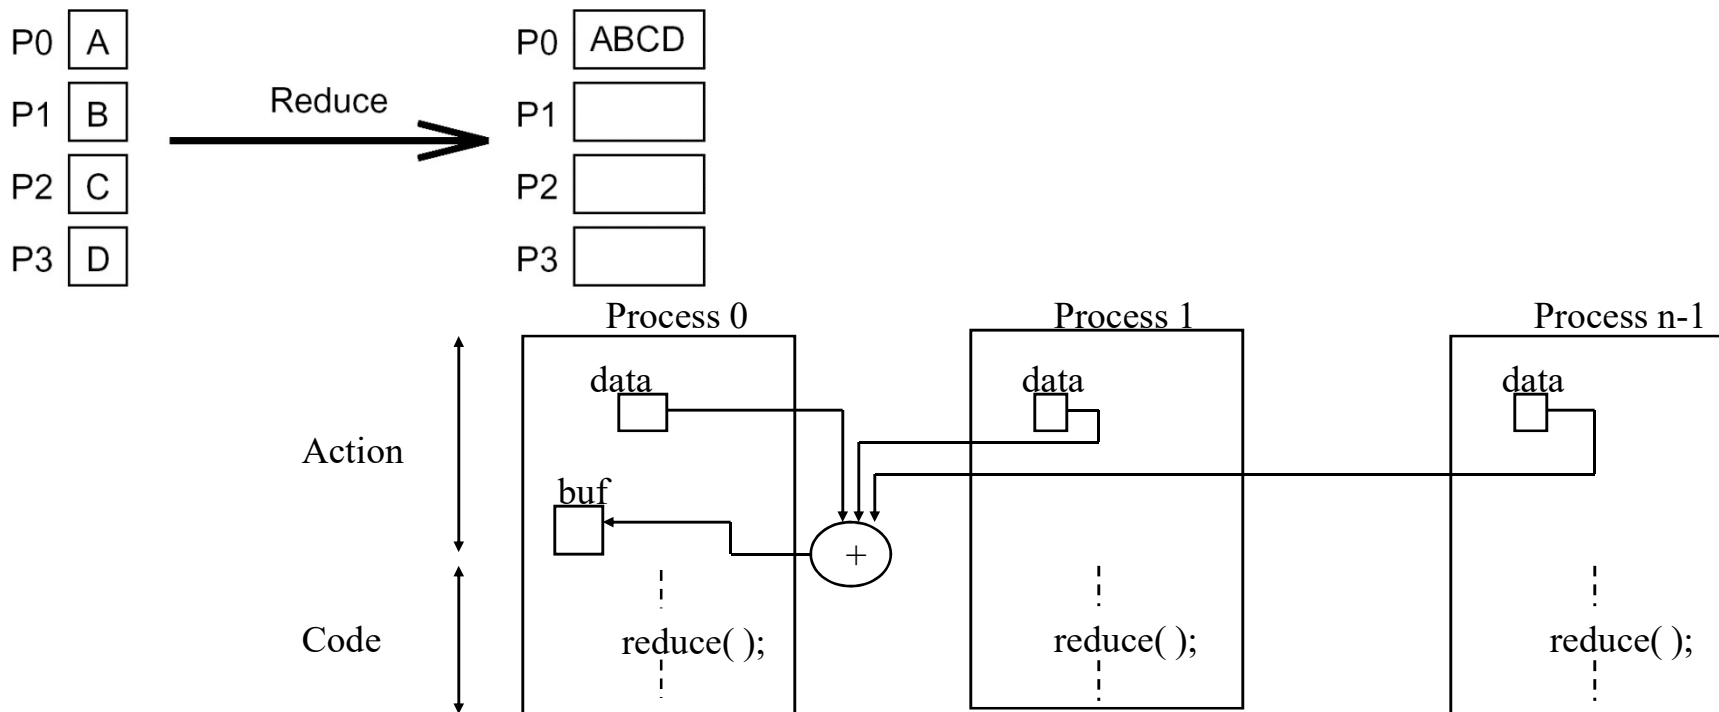 P0 A P0 ABCD
P1 B Reduce P1
P2 C P2
P3 D P3
Process 0 Process 1 Process n-1
data data data
Action
buf
+
Code reduce( ); reduce( ); reduce( );